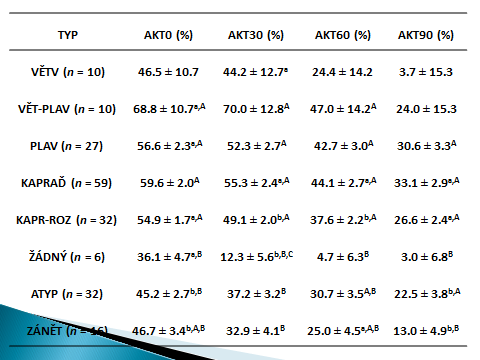 TYP AKT0 (%) AKT30 (%) AKT60 (%) AKT90 (%)
VĚTV (n = 10) 46.5 ± 10.7 44.2 ± 12.7ᵃ 24.4 ± 14.2 3.7 ± 15.3
VĚT-PLAV (n = 10) 68.8 ± 10.7ᵃ,ᴬ 70.0 ± 12.8ᴬ 47.0 ± 14.2ᴬ 24.0 ± 15.3
PLAV (n = 27) 56.6 ± 2.3ᵃ,ᴬ 52.3 ± 2.7ᴬ 42.7 ± 3.0ᴬ 30.6 ± 3.3ᴬ
KAPRAĎ (n = 59) 59.6 ± 2.0ᴬ 55.3 ± 2.4ᵃ,ᴬ 44.1 ± 2.7ᵃ,ᴬ 33.1 ± 2.9ᵃ,ᴬ
KAPR-ROZ (n = 32) 54.9 ± 1.7ᵃ,ᴬ 49.1 ± 2.0ᵇ,ᴬ 37.6 ± 2.2ᵇ,ᴬ 26.6 ± 2.4ᵃ,ᴬ
ŽÁDNÝ (n = 6) 36.1 ± 4.7ᵃ,ᴮ 12.3 ± 5.6ᵇ,ᴮ,ᶜ 4.7 ± 6.3ᴮ 3.0 ± 6.8ᴮ
ATYP (n = 32) 45.2 ± 2.7ᵇ,ᴮ 37.2 ± 3.2ᴮ 30.7 ± 3.5ᴬ,ᴮ 22.5 ± 3.8ᵇ,ᴬ
ZÁNĚT (n = 16) 46.7 ± 3.4ᵇ,ᴬ,ᴮ 32.9 ± 4.1ᴮ 25.0 ± 4.5ᵃ,ᴬ,ᴮ 13.0 ± 4.9ᵇ,ᴮ